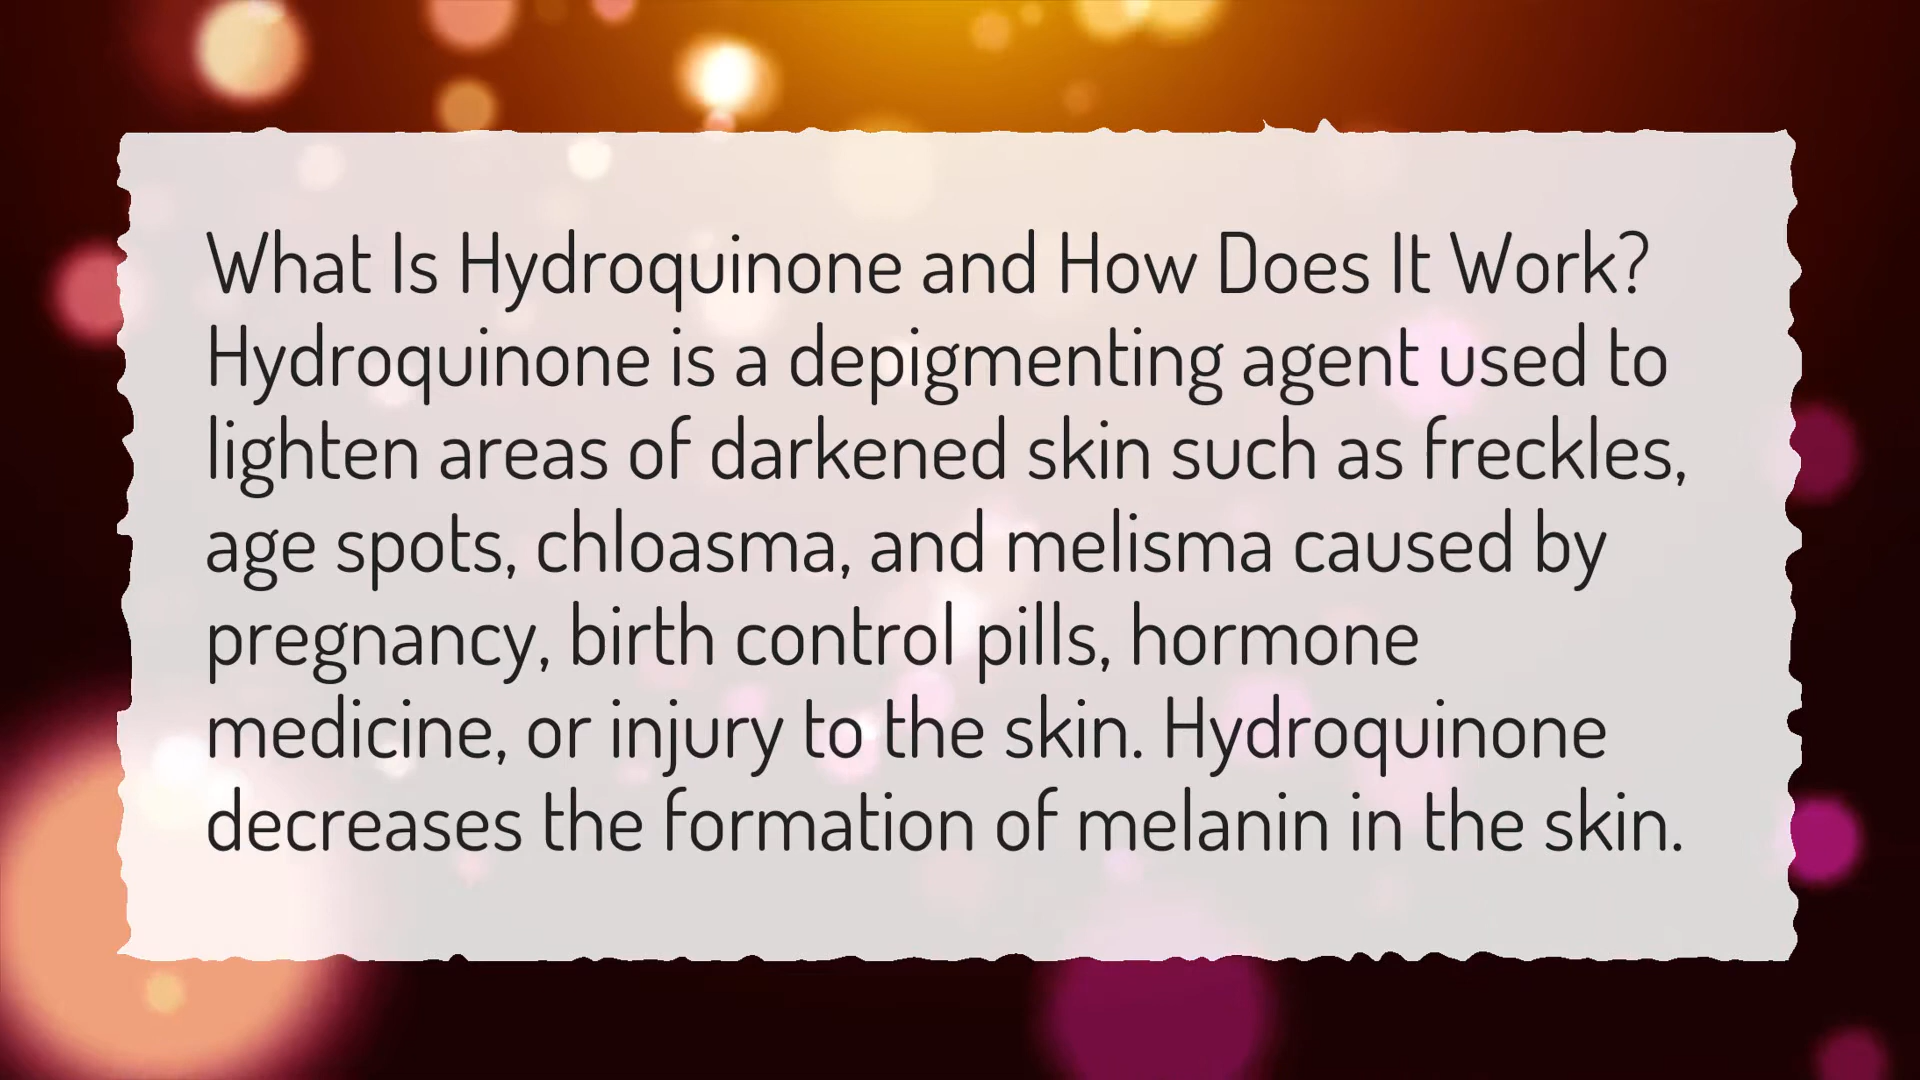 What Is Hydroquinone and How Does It Work?
Hydroquinone is a depigmenting agent used to
lighten areas of darkened skin such as freckles,
age spots, chloasma, and melisma caused by
pregnancy, birth control pills, hormone
medicine, or injury to the skin. Hydroquinone
decreases the formation of melanin in the skin.